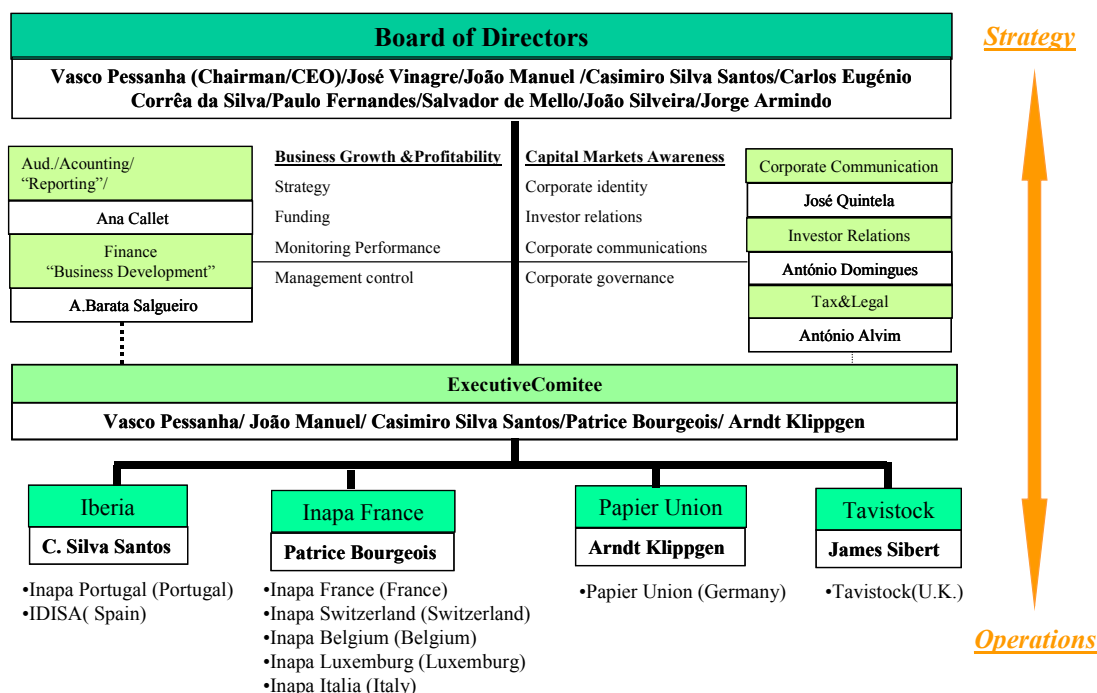 Board of Directors
Strategy
Vasco Pessanha (Chairman/CEO)/José Vinagre/João Manuel /Casimiro Silva Santos/Carlos Eugénio
Corrêa da Silva/Paulo Fernandes/Salvador de Mello/João Silveira/Jorge Armindo
Aud./Acounting/
“Reporting”/
Ana Callet
Finance
“Business Development”
A.Barata Salgueiro
Business Growth &Profitability
Strategy
Funding
Monitoring Performance
Management control
Capital Markets Awareness
Corporate identity
Investor relations
Corporate communications
Corporate governance
Corporate Communication
José Quintela
Investor Relations
António Domingues
Tax&Legal
António Alvim
ExecutiveComitee
Vasco Pessanha/ João Manuel/ Casimiro Silva Santos/Patrice Bourgeois/ Arndt Klippgen
Iberia
C. Silva Santos
•Inapa Portugal (Portugal)
•IDISA( Spain)
Inapa France
Patrice Bourgeois
•Inapa France (France)
•Inapa Switzerland (Switzerland)
•Inapa Belgium (Belgium)
•Inapa Luxemburg (Luxemburg)
•Inapa Italia (Italy)
Papier Union
Arndt Klippgen
•Papier Union (Germany)
Tavistock
James Sibert
•Tavistock(U.K.)
Operations